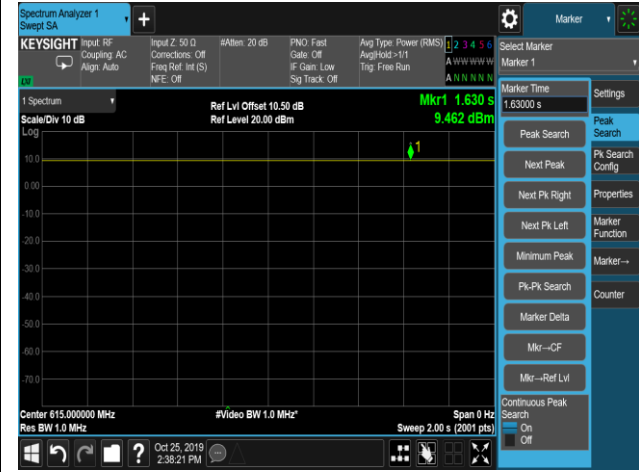 Spectrum Analyzer 1
Swept SA
Marker
KEYSIGHT
Input: RF
Coupling: AC
Align: Auto
Input Z: 50 Ω
Corrections: Off
Freq Ref: Int (S)
NFE: Off
#Atten: 20 dB
PNO: Fast
Gate: Off
IF Gain: Low
Sig Track: Off
Avg Type: Power (RMS)
Avg|Hold:>1/1
Trig: Free Run
1 2 3 4 5 6
A W W W W W
A N N N N N
Select Marker
Marker 1
1 Spectrum
Scale/Div 10 dB
Log
Ref Lvl Offset 10.50 dB
Ref Level 20.00 dBm
Mkr1 1.630 s
9.462 dBm
1
10.0
0.00
-10.0
-20.0
-30.0
-40.0
-50.0
-60.0
-70.0
Center 615.000000 MHz
Res BW 1.0 MHz
#Video BW 1.0 MHz*
Span 0 Hz
Sweep 2.00 s (2001 pts)
Marker Time
1.63000 s
Peak Search
Next Peak
Next Pk Right
Next Pk Left
Minimum Peak
Pk-Pk Search
Marker Delta
Mkr→CF
Mkr→Ref Lvl
Continuous Peak
Search
On
Off
Settings
Peak
Search
Pk Search
Config
Properties
Marker
Function
Marker→
Counter
Oct 25, 2019
2:38:21 PM